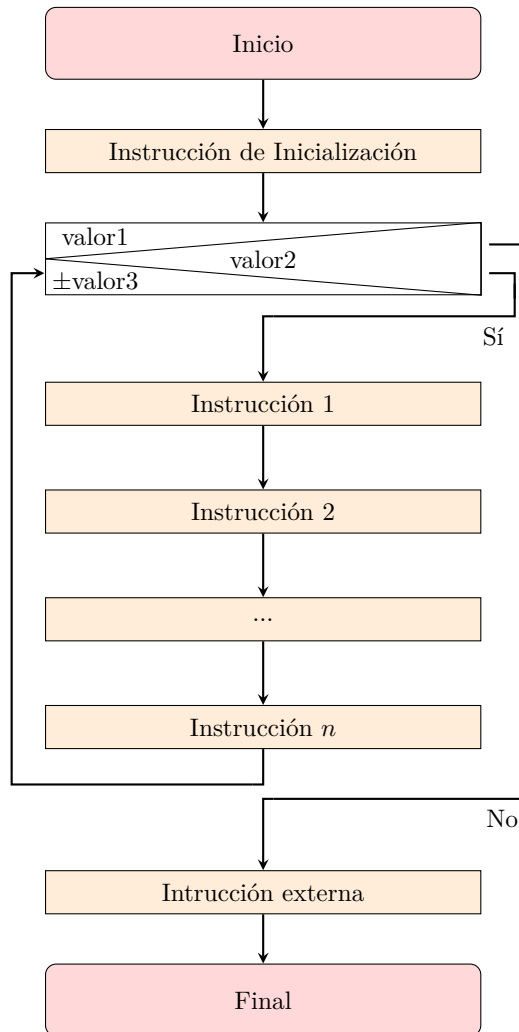 Inicio
Instrucción de Inicialización
valor1
valor2
±valor3
Sí
Instrucción 1
Instrucción 2
...
Instrucción n
No
Intrucción externa
Final